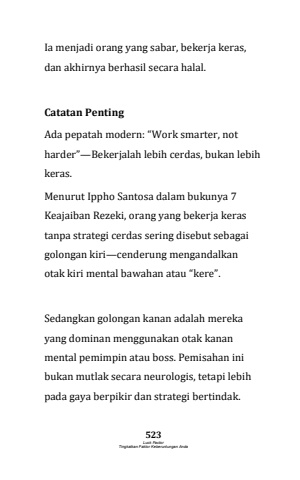 Ia menjadi orang yang sabar, bekerja keras,
dan akhirnya berhasil secara halal.
Catatan Penting
Ada pepatah modern: “Work smarter, not
harder”—Bekerjalah lebih cerdas, bukan lebih
keras.
Menurut Ippho Santosa dalam bukunya 7
Keajaiban Rezeki, orang yang bekerja keras
tanpa strategi cerdas sering disebut sebagai
golongan kiri—cenderung mengandalkan
otak kiri mental bawahan atau “kere”.
Sedangkan golongan kanan adalah mereka
yang dominan menggunakan otak kanan
mental pemimpin atau boss. Pemisahan ini
bukan mutlak secara neurologis, tetapi lebih
pada gaya berpikir dan strategi bertindak.
523
Luck Factor
Tingkatkan Faktor Keberuntungan Anda